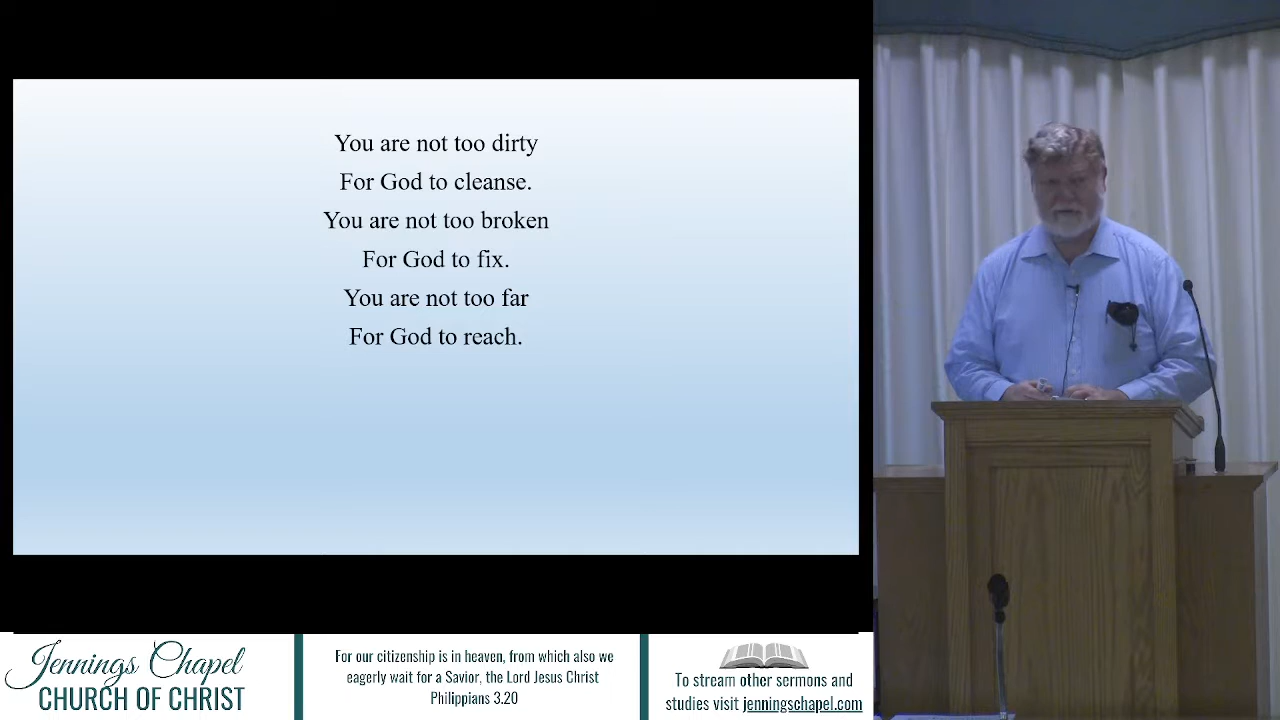 You are not too dirty
For God to cleanse.
You are not too broken
For God to fix.
You are not too far
For God to reach.
Jennings Chapel
CHURCH OF CHRIST
For our citizenship is in heaven, from which also we
eagerly wait for a Savior, the Lord Jesus Christ
Philippians 3.20
To stream other sermons and
studies visit jenningschapel.com